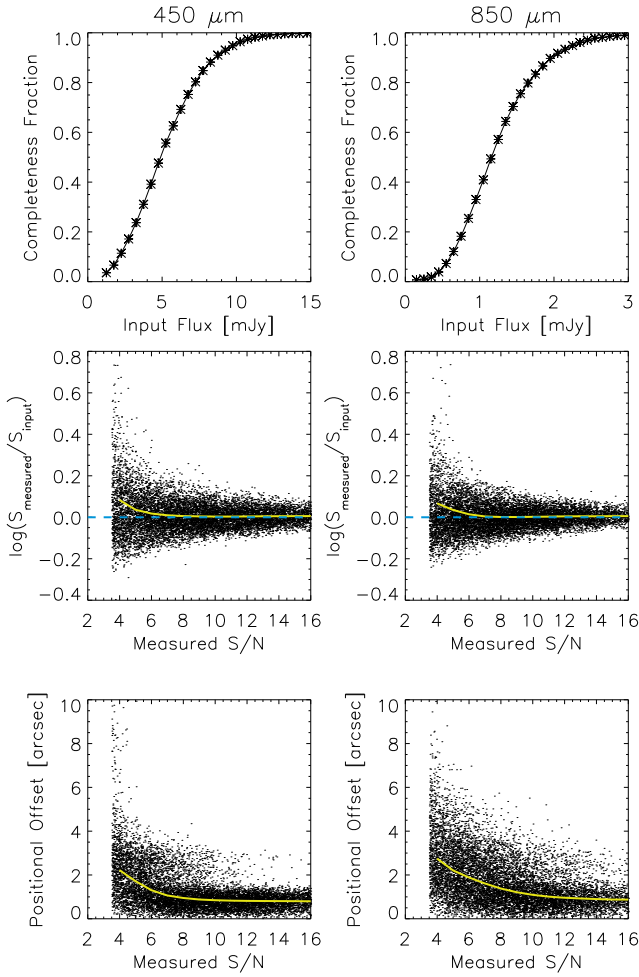 450 μm
850 μm
1.0
0.8
0.6
0.4
0.2
0.0
Completeness Fraction
0 5 10 15
Input Flux [mJy]
1.0
0.8
0.6
0.4
0.2
0.0
Completeness Fraction
0 1 2 3
Input Flux [mJy]
0.8
0.6
0.4
0.2
0.0
−0.2
−0.4
log(Smeasured/Sinput)
2 4 6 8 10 12 14 16
Measured S/N
0.8
0.6
0.4
0.2
0.0
−0.2
−0.4
log(Smeasured/Sinput)
2 4 6 8 10 12 14 16
Measured S/N
10
8
6
4
2
0
Positional Offset [arcsec]
2 4 6 8 10 12 14 16
Measured S/N
10
8
6
4
2
0
Positional Offset [arcsec]
2 4 6 8 10 12 14 16
Measured S/N